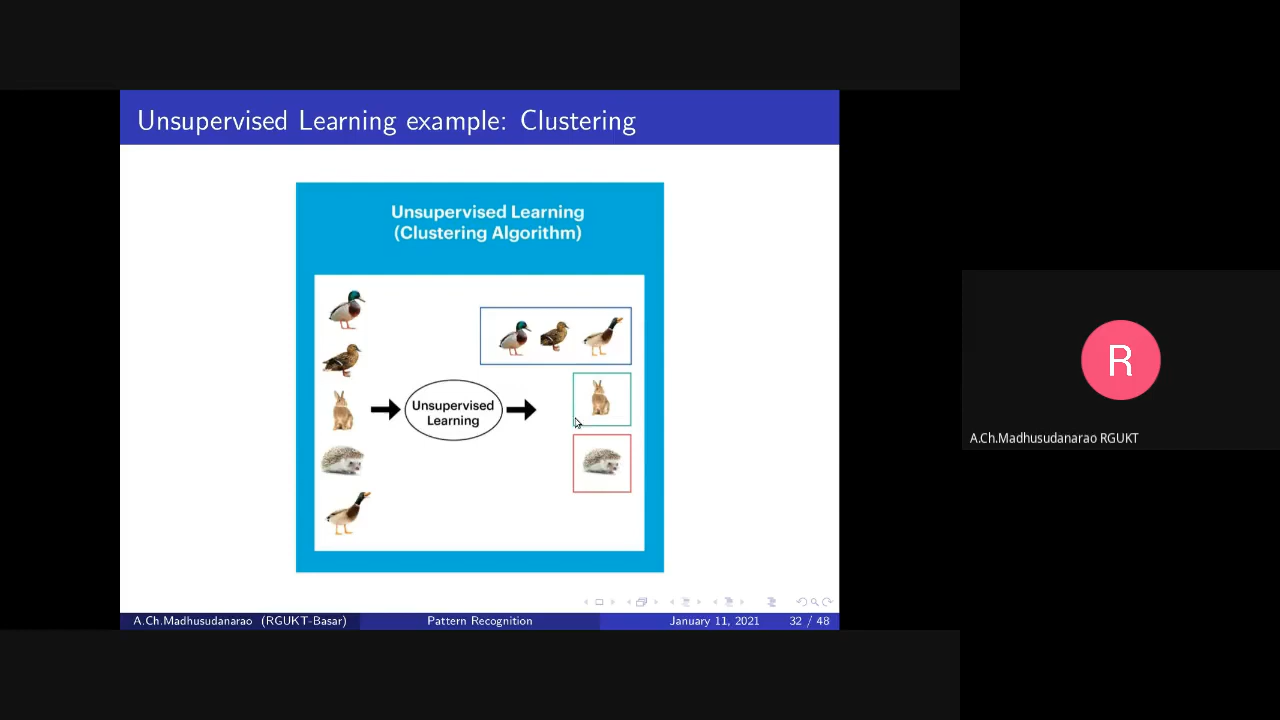 Unsupervised Learning example: Clustering
Unsupervised Learning
(Clustering Algorithm)
Unsupervised
Learning
R
A.Ch.Madhusudanarao RGUKT
A.Ch.Madhusudanarao (RGUKT-Basar)
Pattern Recognition
January 11, 2021
32 / 48